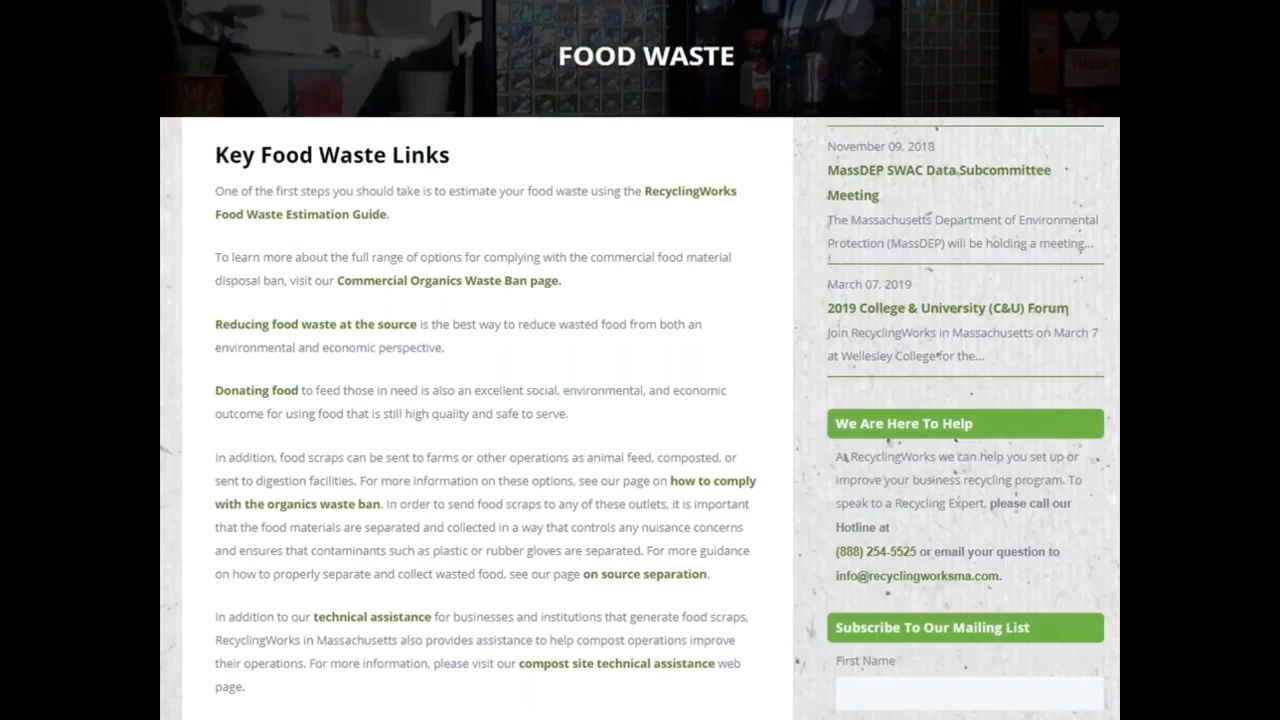 FOOD WASTE
Key Food Waste Links
One of the first steps you should take is to estimate your food waste using the RecyclingWorks
Food Waste Estimation Guide.
To learn more about the full range of options for complying with the commercial food material
disposal ban, visit our Commercial Organics Waste Ban page.
Reducing food waste at the source is the best way to reduce wasted food from both an
environmental and economic perspective.
Donating food to feed those in need is also an excellent social, environmental, and economic
outcome for using food that is still high quality and safe to serve.
In addition, food scraps can be sent to farms or other operations as animal feed, composted, or
sent to digestion facilities. For more information on these options, see our page on how to comply
with the organics waste ban. In order to send food scraps to any of these outlets, it is important
that the food materials are separated and collected in a way that controls any nuisance concerns
and ensures that contaminants such as plastic or rubber gloves are separated. For more guidance
on how to properly separate and collect wasted food, see our page on source separation.
In addition to our technical assistance for businesses and institutions that generate food scraps,
RecyclingWorks in Massachusetts also provides assistance to help compost operations improve
their operations. For more information, please visit our compost site technical assistance web
page.
November 09, 2018
MassDEP SWAC Data Subcommittee
Meeting
The Massachusetts Department of Environmental
Protection (MassDEP) will be holding a meeting...
March 07, 2019
2019 College & University (C&U) Forum
Join RecyclingWorks in Massachusetts on March 7
at Wellesley College for the...
We Are Here To Help
At RecyclingWorks we can help you set up or
improve your business recycling program. To
speak to a Recycling Expert, please call our
Hotline at
(888) 254-5525 or email your question to
info@recyclingworksma.com.
Subscribe To Our Mailing List
First Name